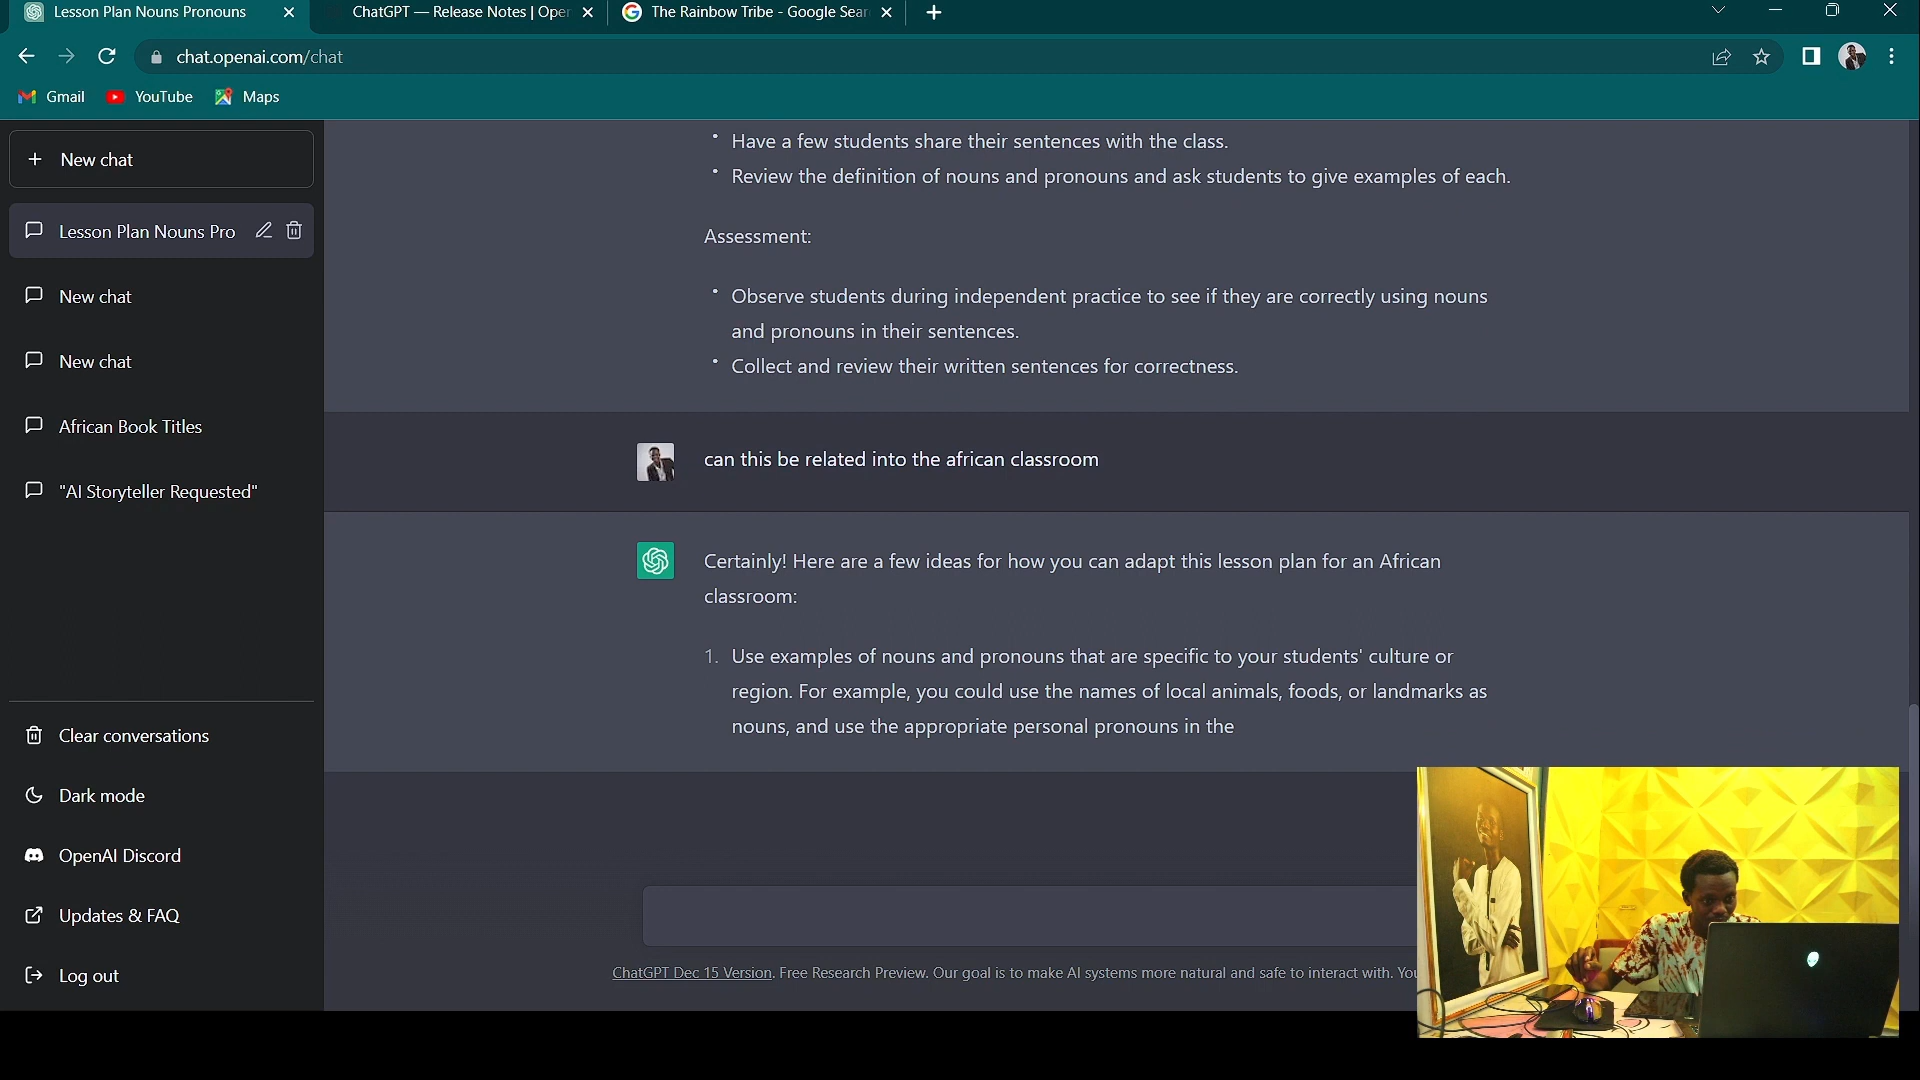 Lesson Plan Nouns Pronouns
ChatGPT — Release Notes | Open
The Rainbow Tribe - Google Sear
chat.openai.com/chat
Gmail
YouTube
Maps
New chat
Lesson Plan Nouns Pro
New chat
New chat
African Book Titles
"AI Storyteller Requested"
Clear conversations
Dark mode
OpenAI Discord
Updates & FAQ
Log out
Have a few students share their sentences with the class.
Review the definition of nouns and pronouns and ask students to give examples of each.
Assessment:
Observe students during independent practice to see if they are correctly using nouns
and pronouns in their sentences.
Collect and review their written sentences for correctness.
can this be related into the african classroom
Certainly! Here are a few ideas for how you can adapt this lesson plan for an African
classroom:
1. Use examples of nouns and pronouns that are specific to your students' culture or
region. For example, you could use the names of local animals, foods, or landmarks as
nouns, and use the appropriate personal pronouns in the
ChatGPT Dec 15 Version. Free Research Preview. Our goal is to make AI systems more natural and safe to interact with. You